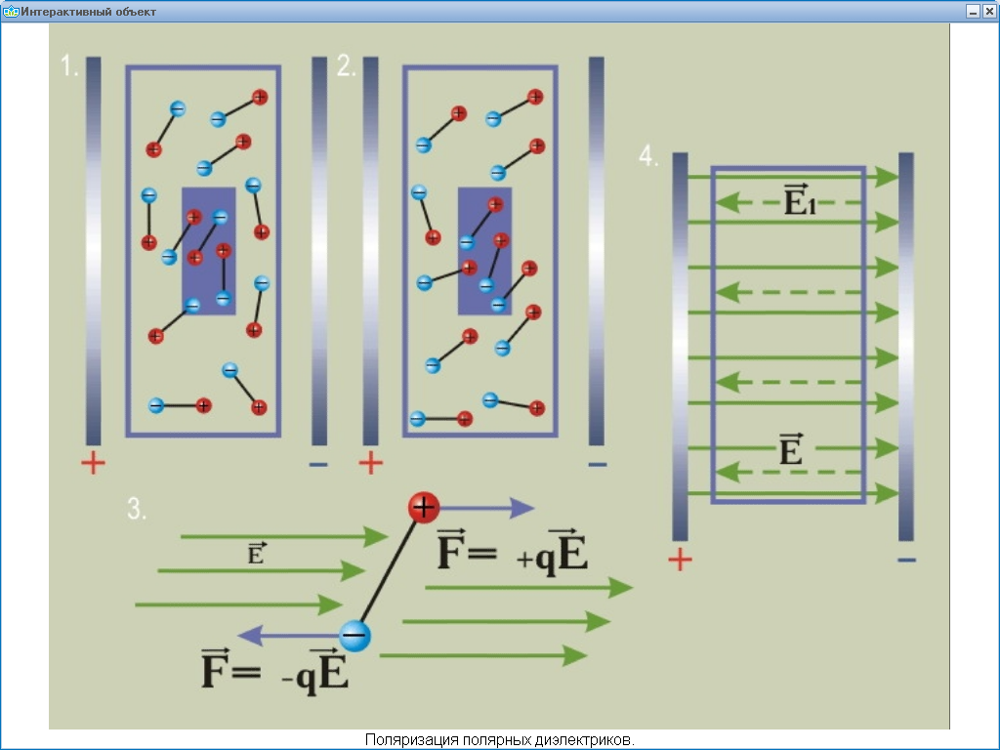 Интерактивный объект
1.
2.
+
−
+
−
3.
E
F = +qE
F = -qE
4.
E1
E
+
−
Поляризация полярных диэлектриков.